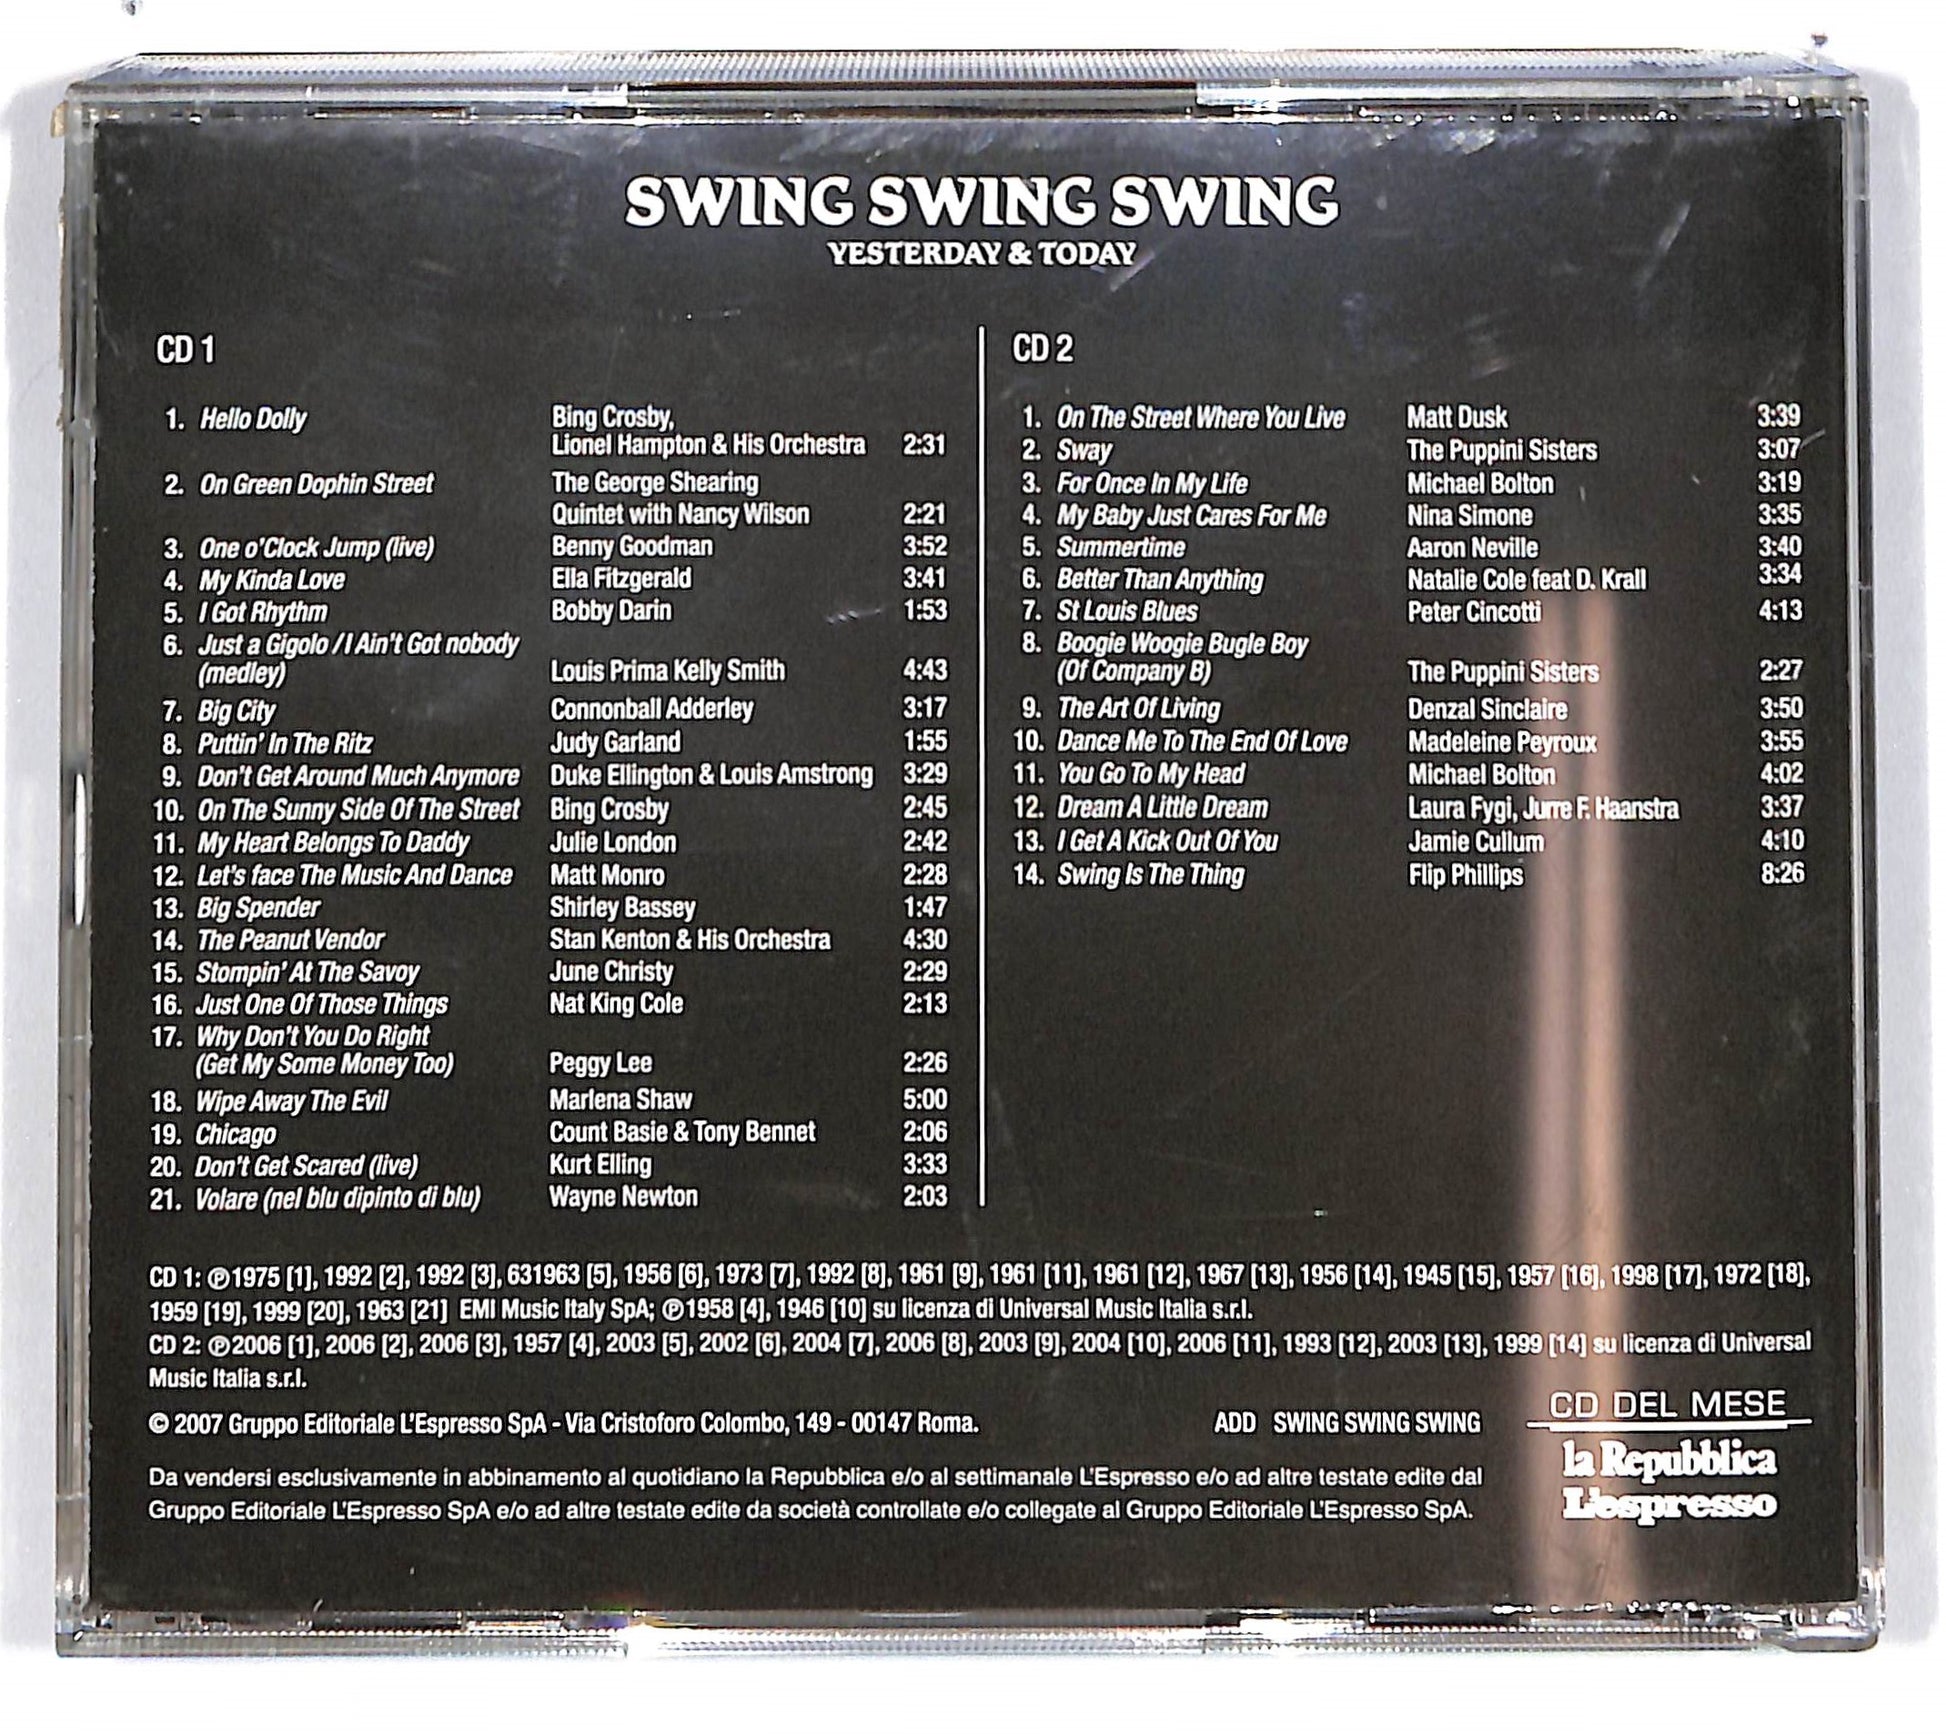 SWING SWING SWING
YESTERDAY & TODAY
CD 1
1. Hello Dolly Bing Crosby,
Lionel Hampton & His Orchestra 2:31
2. On Green Dophin Street The George Shearing
Quintet with Nancy Wilson 2:21
3. One o'Clock Jump (live) Benny Goodman 3:52
4. My Kinda Love Ella Fitzgerald 3:41
5. I Got Rhythm Bobby Darin 1:53
6. Just a Gigolo / I Ain't Got nobody
(medley) Louis Prima Kelly Smith 4:43
7. Big City Connonball Adderley 3:17
8. Puttin' In The Ritz Judy Garland 1:55
9. Don't Get Around Much Anymore Duke Ellington & Louis Amstrong 3:29
10. On The Sunny Side Of The Street Bing Crosby 2:45
11. My Heart Belongs To Daddy Julie London 2:42
12. Let's face The Music And Dance Matt Monro 2:28
13. Big Spender Shirley Bassey 1:47
14. The Peanut Vendor Stan Kenton & His Orchestra 4:30
15. Stompin' At The Savoy June Christy 2:29
16. Just One Of Those Things Nat King Cole 2:13
17. Why Don't You Do Right
(Get My Some Money Too) Peggy Lee 2:26
18. Wipe Away The Evil Marlena Shaw 5:00
19. Chicago Count Basie & Tony Bennet 2:06
20. Don't Get Scared (live) Kurt Elling 3:33
21. Volare (nel blu dipinto di blu) Wayne Newton 2:03
CD 2
1. On The Street Where You Live Matt Dusk 3:39
2. Sway The Puppini Sisters 3:07
3. For Once In My Life Michael Bolton 3:19
4. My Baby Just Cares For Me Nina Simone 3:35
5. Summertime Aaron Neville 3:40
6. Better Than Anything Natalie Cole feat D. Krall 3:34
7. St Louis Blues Peter Cincotti 4:13
8. Boogie Woogie Bugle Boy
(Of Company B) The Puppini Sisters 2:27
9. The Art Of Living Denzal Sinclaire 3:50
10. Dance Me To The End Of Love Madeleine Peyroux 3:55
11. You Go To My Head Michael Bolton 4:02
12. Dream A Little Dream Laura Fygi, Jurre F. Haanstra 3:37
13. I Get A Kick Out Of You Jamie Cullum 4:10
14. Swing Is The Thing Flip Phillips 8:26
CD 1: ℗1975 [1], 1992 [2], 1992 [3], 631963 [5], 1956 [6], 1973 [7], 1992 [8], 1961 [9], 1961 [11], 1961 [12], 1967 [13], 1956 [14], 1945 [15], 1957 [16], 1998 [17], 1972 [18],
1959 [19], 1999 [20], 1963 [21] EMI Music Italy SpA; ℗1958 [4], 1946 [10] su licenza di Universal Music Italia s.r.l.
CD 2: ℗2006 [1], 2006 [2], 2006 [3], 1957 [4], 2003 [5], 2002 [6], 2004 [7], 2006 [8], 2003 [9], 2004 [10], 2006 [11], 1993 [12], 2003 [13], 1999 [14] su licenza di Universal
Music Italia s.r.l.
© 2007 Gruppo Editoriale L'Espresso SpA - Via Cristoforo Colombo, 149 - 00147 Roma. ADD SWING SWING SWING
Da vendersi esclusivamente in abbinamento al quotidiano la Repubblica e/o al settimanale L'Espresso e/o ad altre testate edite dal
Gruppo Editoriale L'Espresso SpA e/o ad altre testate edite da società controllate e/o collegate al Gruppo Editoriale L'Espresso SpA.
CD DEL MESE
la Repubblica
L'espresso